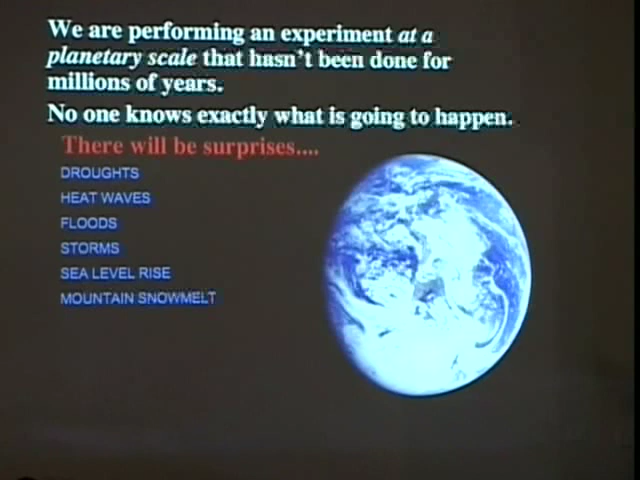 We are performing an experiment at a
planetary scale that hasn't been done for
millions of years.
No one knows exactly what is going to happen.
There will be surprises....
DROUGHTS
HEAT WAVES
FLOODS
STORMS
SEA LEVEL RISE
MOUNTAIN SNOWMELT